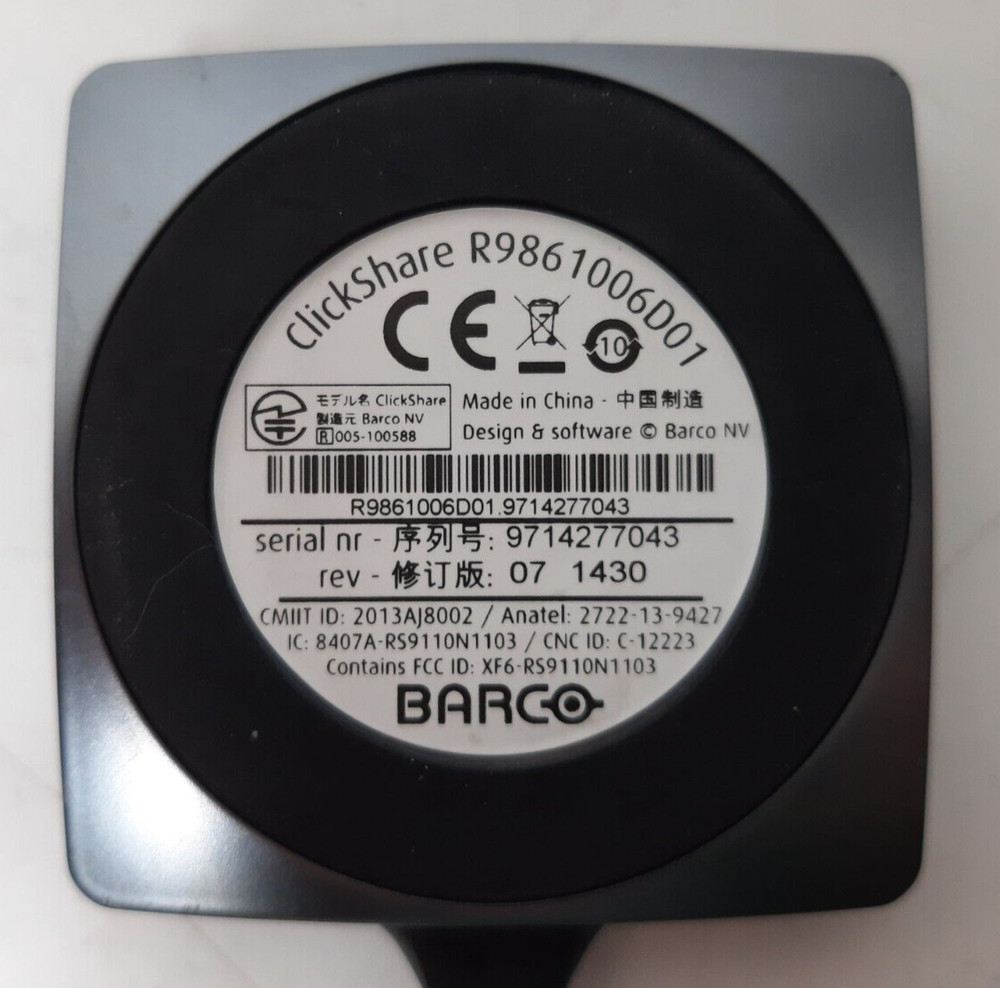 ClickShare R9861006D01
CE
10
モデル名 ClickShare
製造元 Barco NV
R 005-100588
Made in China - 中国制造
Design & software © Barco NV
R9861006D01.9714277043
serial nr - 序列号: 9714277043
rev - 修订版: 07 1430
CMIIT ID: 2013AJ8002 / Anatel: 2722-13-9427
IC: 8407A-RS9110N1103 / CNC ID: C-12223
Contains FCC ID: XF6-RS9110N1103
BARCO